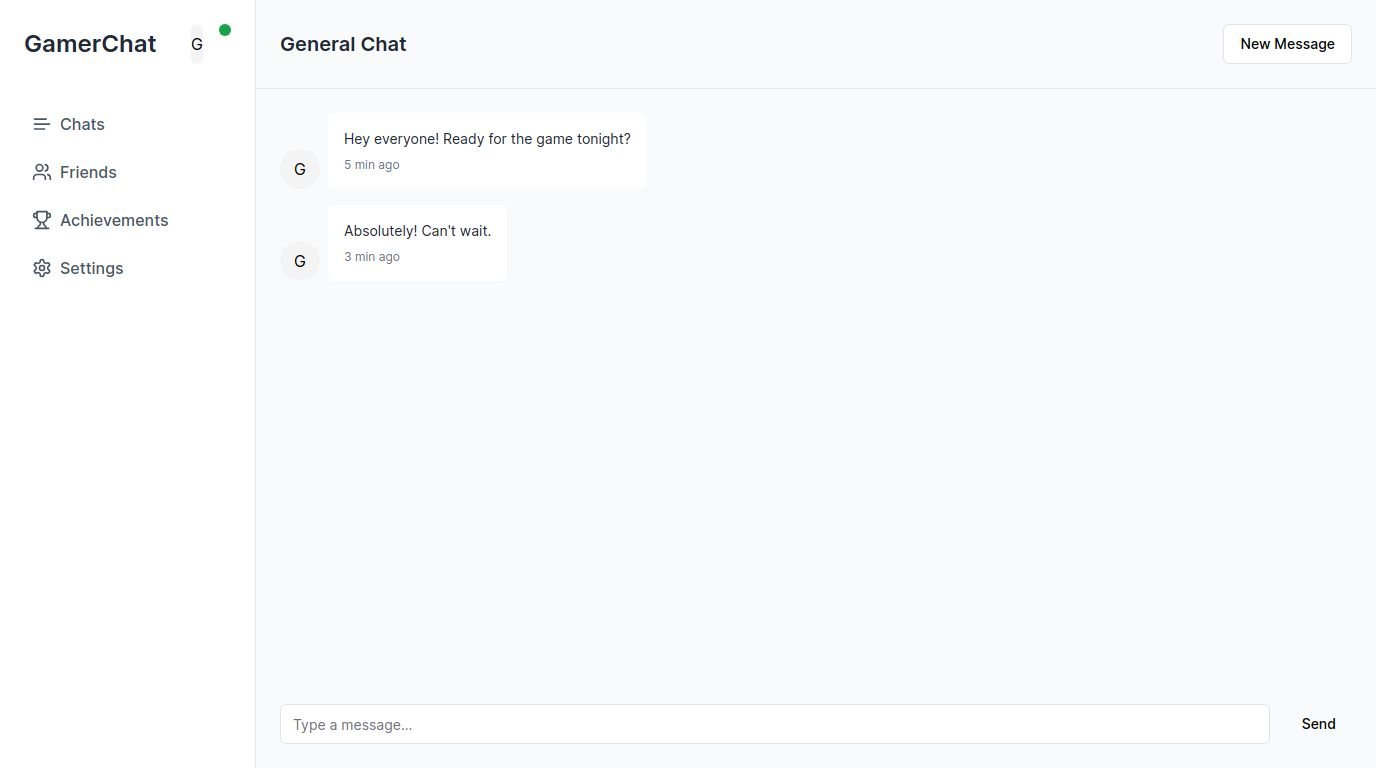 GamerChat
G
Chats
Friends
Achievements
Settings
General Chat
New Message
Hey everyone! Ready for the game tonight?
5 min ago
G
Absolutely! Can't wait.
3 min ago
G
Type a message...
Send